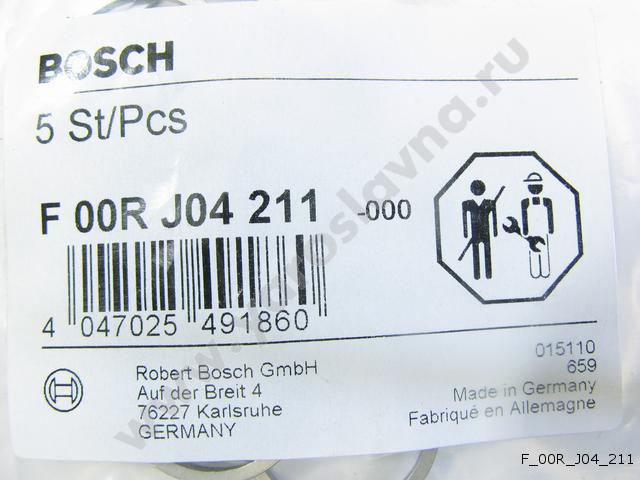 BOSCH
5 St/Pcs
F 00R J04 211 -000
4 047025 491860
Robert Bosch GmbH
Auf der Breit 4
76227 Karlsruhe
GERMANY
015110
659
Made in Germany
Fabriqué en Allemagne
www.yaroslavna.ru
F_00R_J04_211